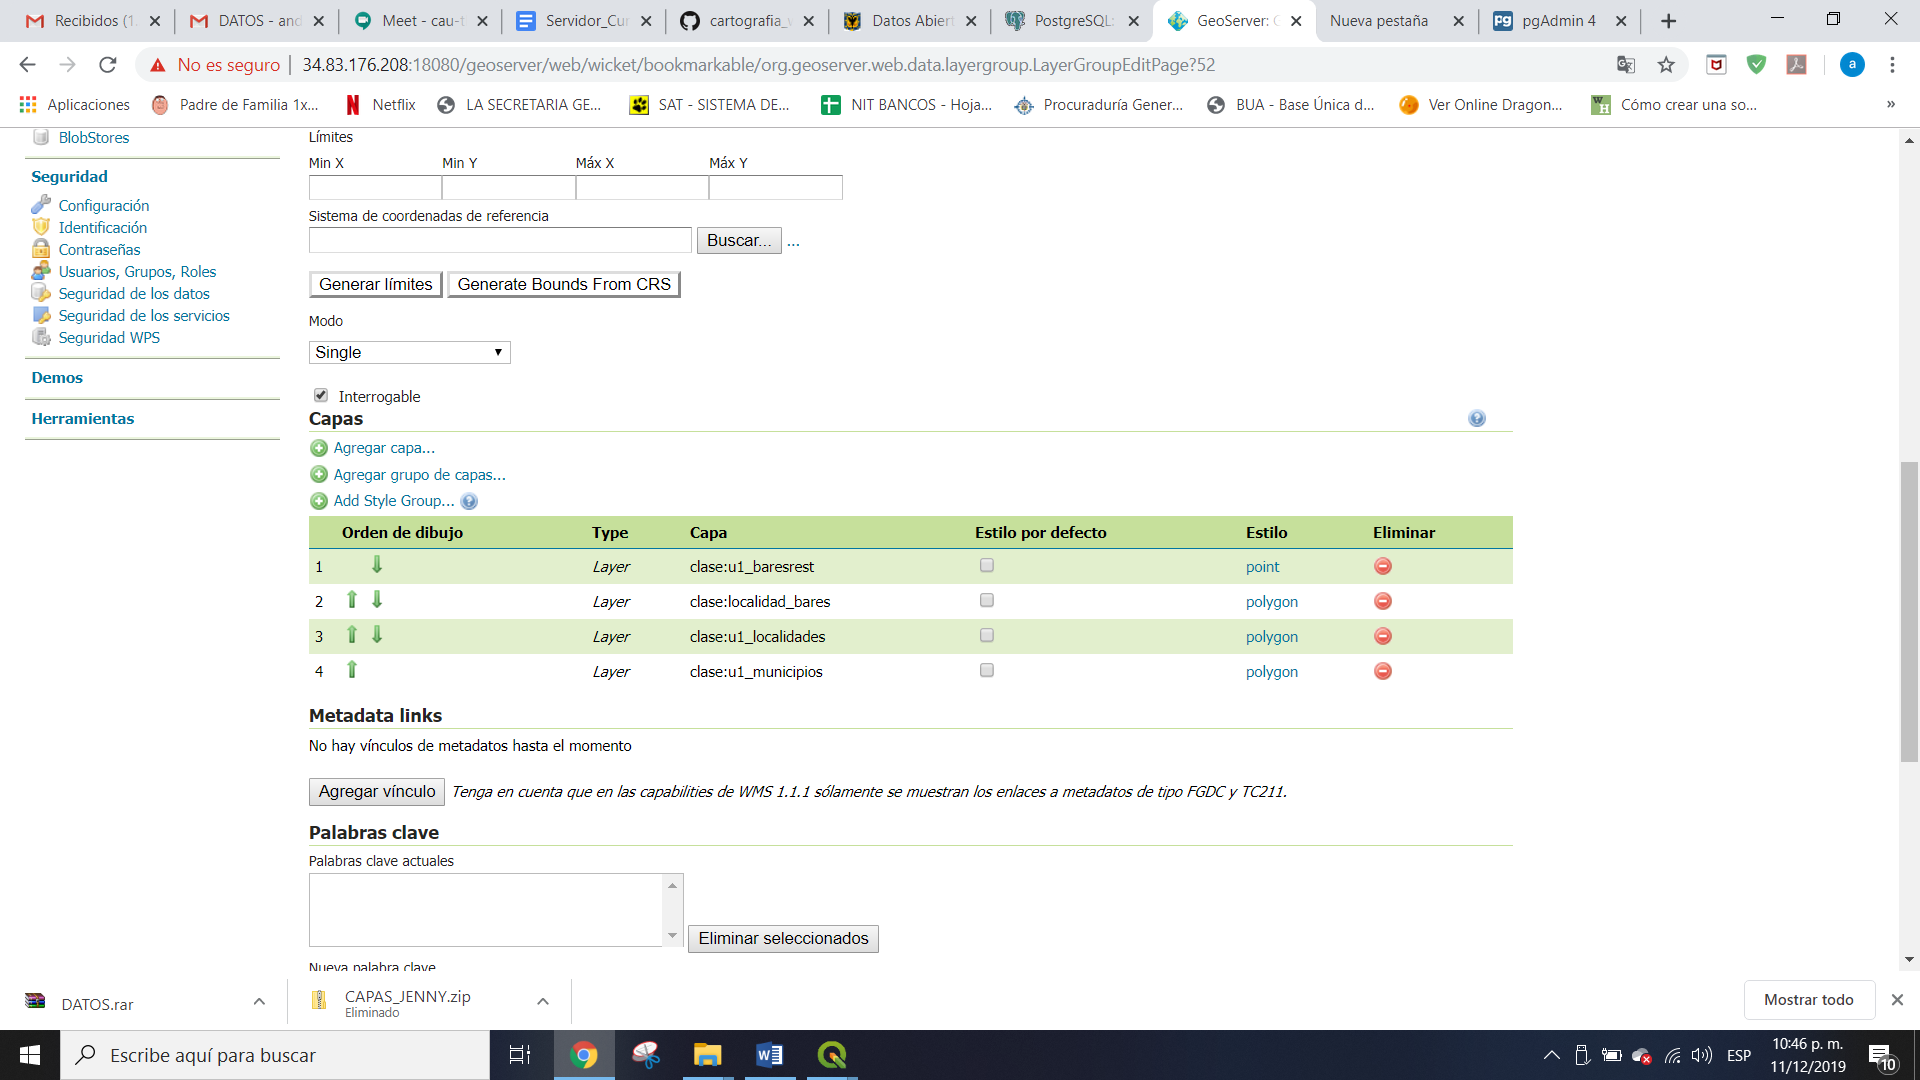 Recibidos (1.
DATOS - and
Meet - cau-t
Servidor_Cur
cartografia_v
Datos Abiert
PostgreSQL:
GeoServer: C
Nueva pestaña
pgAdmin 4
No es seguro | 34.83.176.208:18080/geoserver/web/wicket/bookmarkable/org.geoserver.web.data.layergroup.LayerGroupEditPage?52
a
Aplicaciones
Padre de Familia 1x...
Netflix
LA SECRETARIA GE...
SAT - SISTEMA DE...
NIT BANCOS - Hoja...
Procuraduría Gener...
BUA - Base Única d...
Ver Online Dragon...
Cómo crear una so...
»
BlobStores
Seguridad
Configuración
Identificación
Contraseñas
Usuarios, Grupos, Roles
Seguridad de los datos
Seguridad de los servicios
Seguridad WPS
Demos
Herramientas
Límites
Min X Min Y Máx X Máx Y
Sistema de coordenadas de referencia
Buscar... ...
Generar límites Generate Bounds From CRS
Modo
Single
Interrogable
Capas
Agregar capa...
Agregar grupo de capas...
Add Style Group...
Orden de dibujo Type Capa Estilo por defecto Estilo Eliminar
1 Layer clase:u1_baresrest point
2 Layer clase:localidad_bares polygon
3 Layer clase:u1_localidades polygon
4 Layer clase:u1_municipios polygon
Metadata links
No hay vínculos de metadatos hasta el momento
Agregar vínculo Tenga en cuenta que en las capabilities de WMS 1.1.1 sólamente se muestran los enlaces a metadatos de tipo FGDC y TC211.
Palabras clave
Palabras clave actuales
Eliminar seleccionados
Nueva palabra clave
DATOS.rar
CAPAS_JENNY.zip
Eliminado
Mostrar todo
Escribe aquí para buscar
ESP
10:46 p. m.
11/12/2019
10